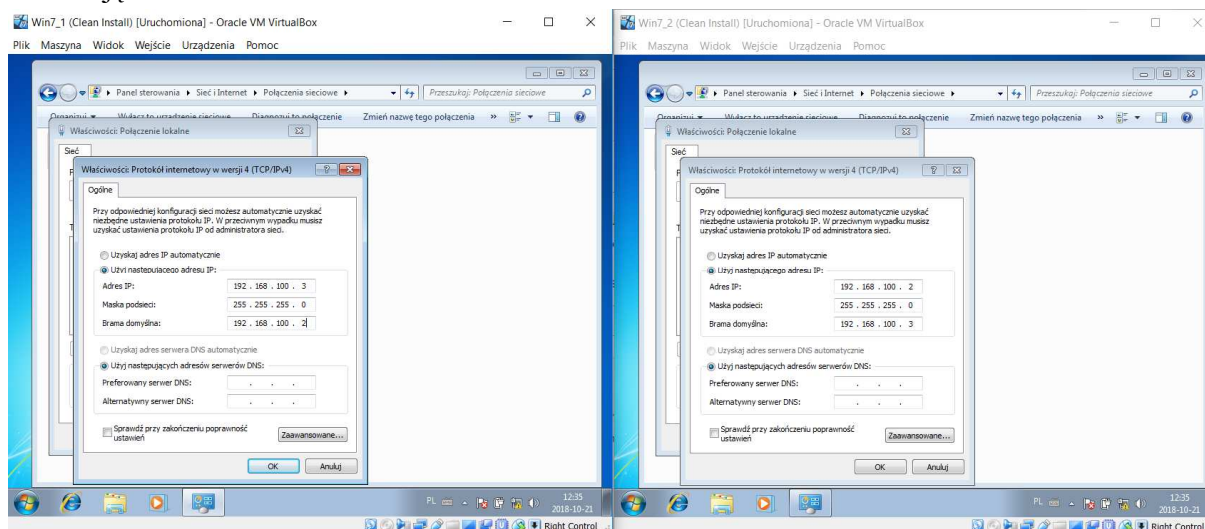 Win7_1 (Clean Install) [Uruchomiona] - Oracle VM VirtualBox
Plik Maszyna Widok Wejście Urządzenia Pomoc
Panel sterowania ▸ Sieć i Internet ▸ Połączenia sieciowe ▸
Przeszukaj: Połączenia sieciowe
Organizuj Wyłącz to urządzenie sieciowe Diagnozuj to połączenie Zmień nazwę tego połączenia »
Właściwości: Połączenie lokalne
Sieć
Właściwości: Protokół internetowy w wersji 4 (TCP/IPv4)
Ogólne
Przy odpowiedniej konfiguracji sieci możesz automatycznie uzyskać
niezbędne ustawienia protokołu IP. W przeciwnym wypadku musisz
uzyskać ustawienia protokołu IP od administratora sieci.
Uzyskaj adres IP automatycznie
Użyj następującego adresu IP:
Adres IP: 192 . 168 . 100 . 3
Maska podsieci: 255 . 255 . 255 . 0
Brama domyślna: 192 . 168 . 100 . 2
Uzyskaj adres serwera DNS automatycznie
Użyj następujących adresów serwerów DNS:
Preferowany serwer DNS: . . .
Alternatywny serwer DNS: . . .
Sprawdź przy zakończeniu poprawność
ustawień
Zaawansowane...
OK Anuluj
PL 12:35
2018-10-21
Right Control
Win7_2 (Clean Install) [Uruchomiona] - Oracle VM VirtualBox
Plik Maszyna Widok Wejście Urządzenia Pomoc
Panel sterowania ▸ Sieć i Internet ▸ Połączenia sieciowe ▸
Przeszukaj: Połączenia sieciowe
Organizuj Wyłącz to urządzenie sieciowe Diagnozuj to połączenie Zmień nazwę tego połączenia »
Właściwości: Połączenie lokalne
Sieć
Właściwości: Protokół internetowy w wersji 4 (TCP/IPv4)
Ogólne
Przy odpowiedniej konfiguracji sieci możesz automatycznie uzyskać
niezbędne ustawienia protokołu IP. W przeciwnym wypadku musisz
uzyskać ustawienia protokołu IP od administratora sieci.
Uzyskaj adres IP automatycznie
Użyj następującego adresu IP:
Adres IP: 192 . 168 . 100 . 2
Maska podsieci: 255 . 255 . 255 . 0
Brama domyślna: 192 . 168 . 100 . 3
Uzyskaj adres serwera DNS automatycznie
Użyj następujących adresów serwerów DNS:
Preferowany serwer DNS: . . .
Alternatywny serwer DNS: . . .
Sprawdź przy zakończeniu poprawność
ustawień
Zaawansowane...
OK Anuluj
PL 12:35
2018-10-21
Right Control